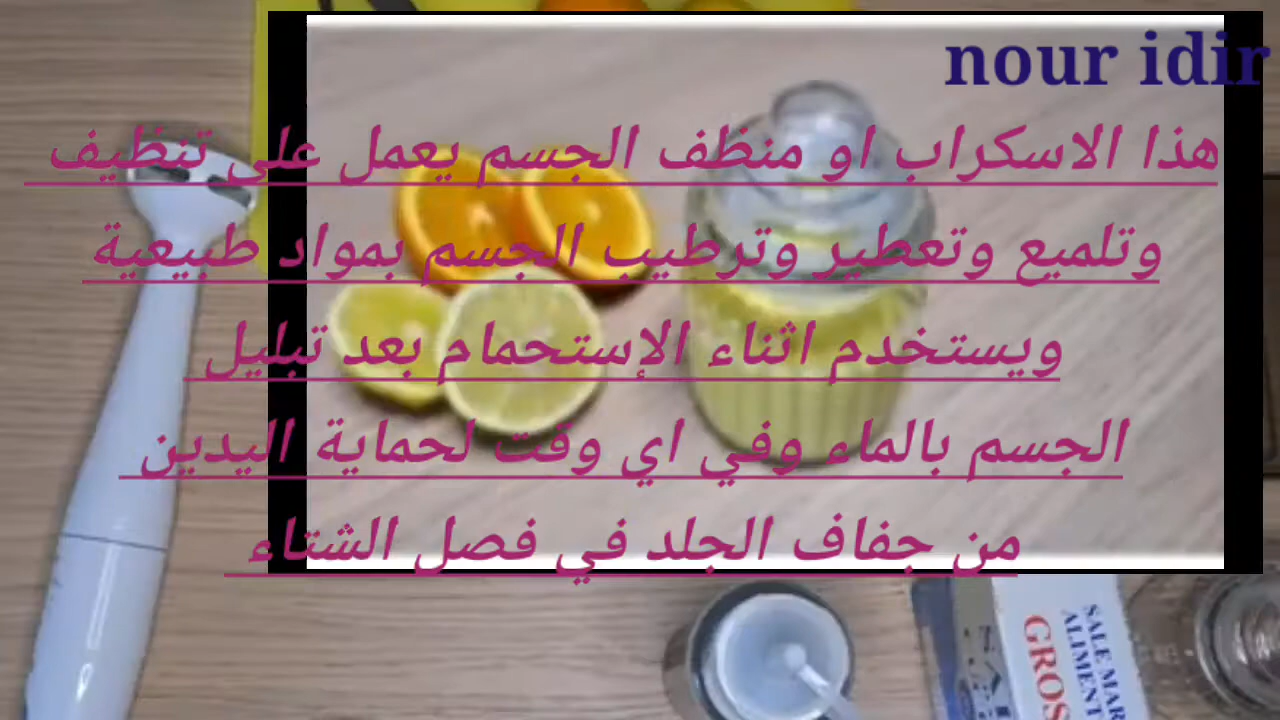 nour idir
هذا الاسكراب او منظف الجسم يعمل على تنظيف
وتلميع وتعطير وترطيب الجسم بمواد طبيعية
ويستخدم اثناء الإستحمام بعد تبليل
الجسم بالماء وفي اي وقت لحماية اليدين
من جفاف الجلد في فصل الشتاء
SALE MAR
ALIMENT
GROS